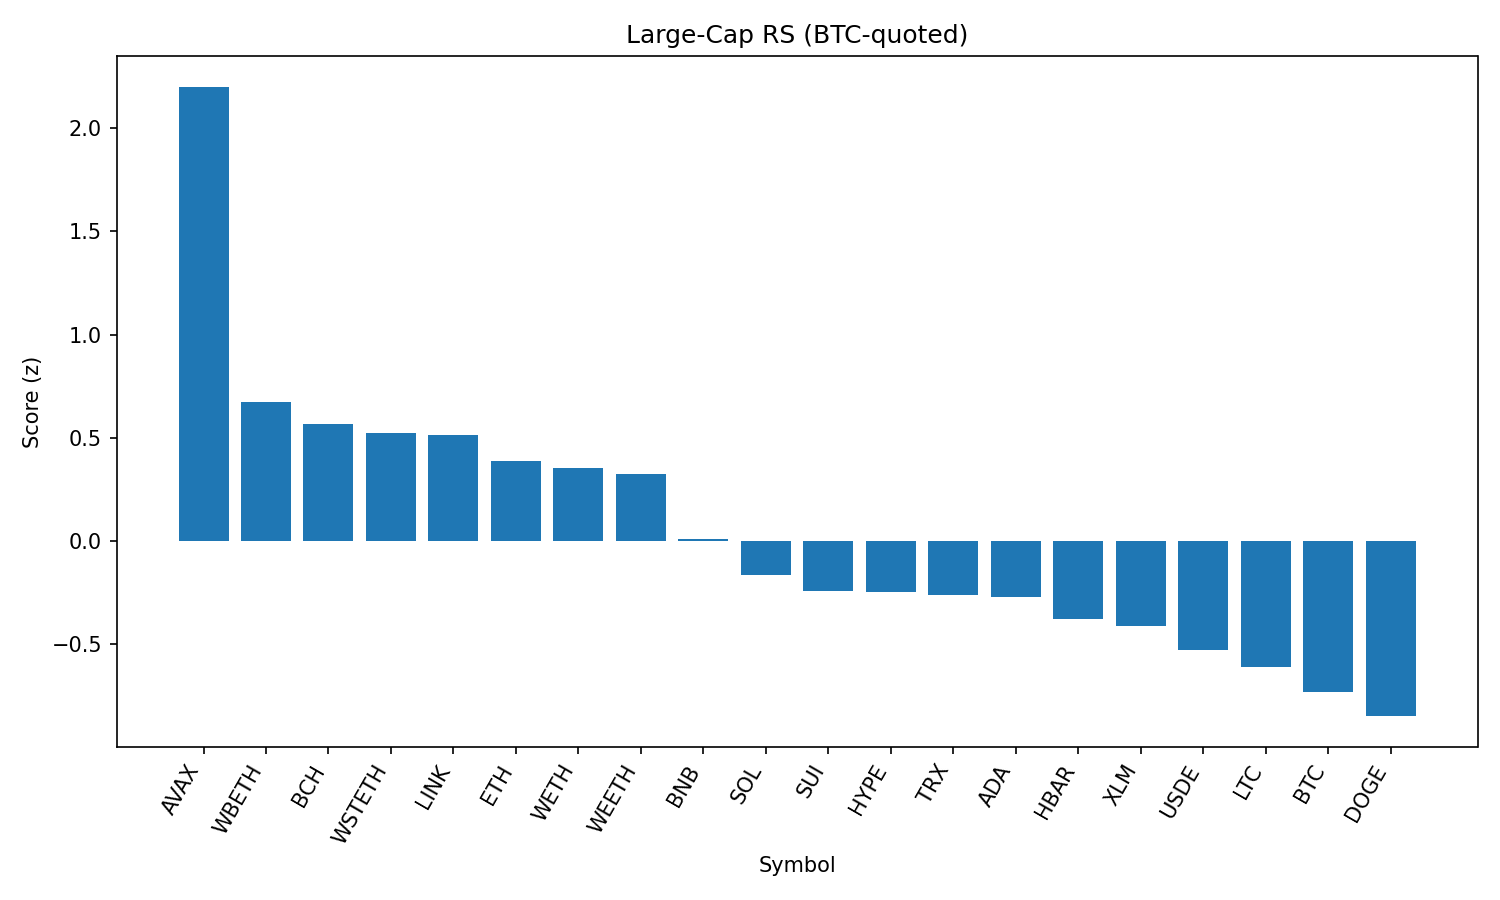 Large-Cap RS (BTC-quoted)
Score (z)
2.0
1.5
1.0
0.5
0.0
−0.5
AVAX
WBETH
BCH
WSTETH
LINK
ETH
WETH
WEETH
BNB
SOL
SUI
HYPE
TRX
ADA
HBAR
XLM
USDE
LTC
BTC
DOGE
Symbol